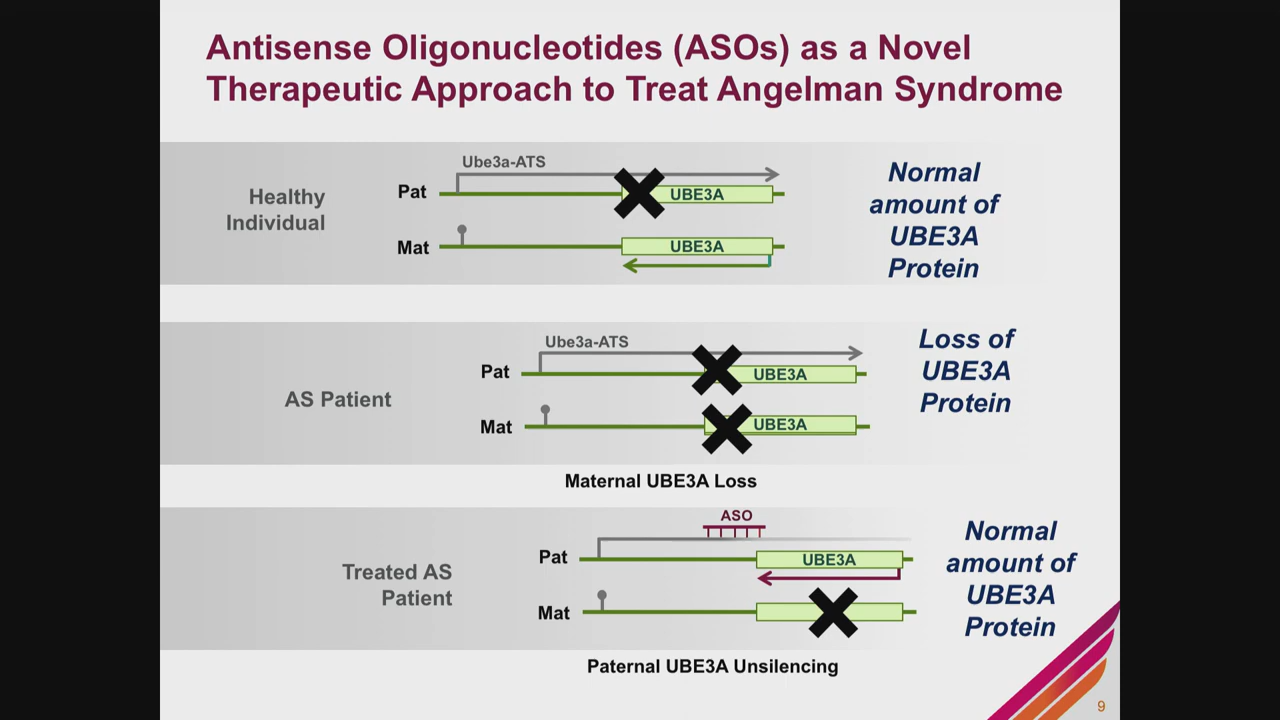 Antisense Oligonucleotides (ASOs) as a Novel
Therapeutic Approach to Treat Angelman Syndrome
Healthy
Individual
Ube3a-ATS
Pat
UBE3A
Mat
UBE3A
Normal
amount of
UBE3A
Protein
AS Patient
Ube3a-ATS
Pat
UBE3A
Mat
UBE3A
Loss of
UBE3A
Protein
Maternal UBE3A Loss
Treated AS
Patient
ASO
Pat
UBE3A
Mat
Normal
amount of
UBE3A
Protein
Paternal UBE3A Unsilencing
9